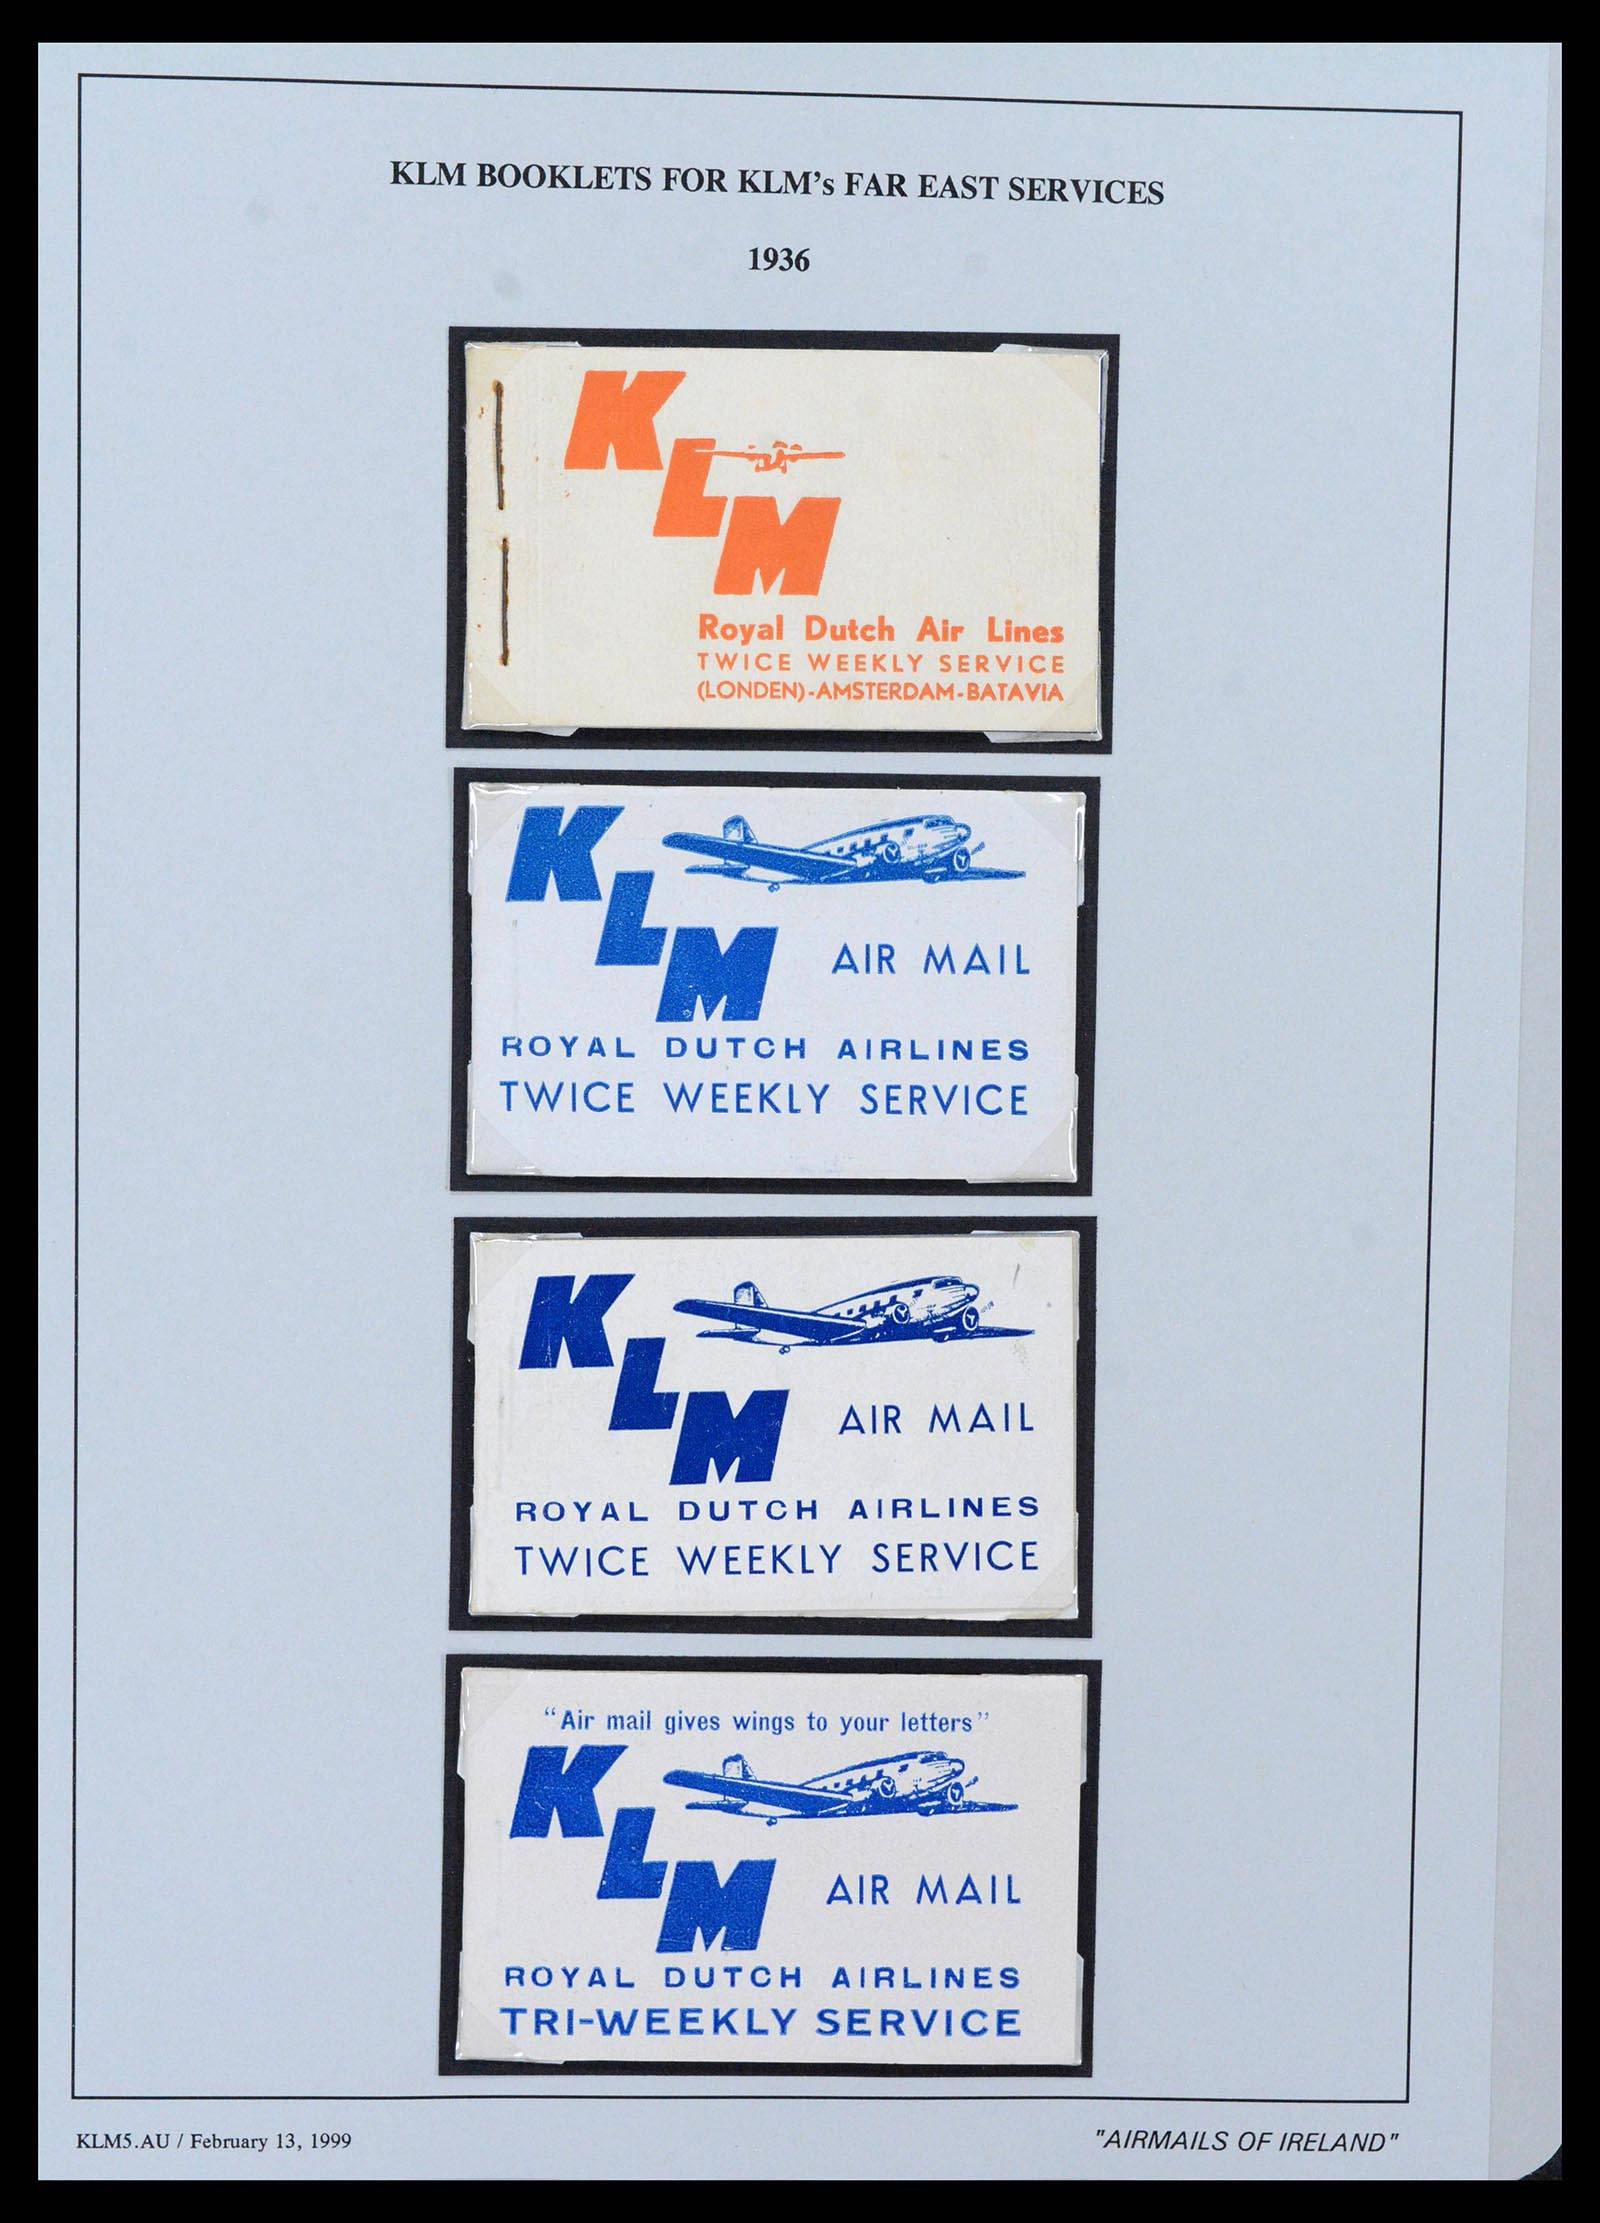 KLM BOOKLETS FOR KLM's FAR EAST SERVICES
1936
KLM
Royal Dutch Air Lines
TWICE WEEKLY SERVICE
(LONDEN)-AMSTERDAM-BATAVIA
KLM
AIR MAIL
ROYAL DUTCH AIRLINES
TWICE WEEKLY SERVICE
KLM
AIR MAIL
ROYAL DUTCH AIRLINES
TWICE WEEKLY SERVICE
"Air mail gives wings to your letters"
KLM
AIR MAIL
ROYAL DUTCH AIRLINES
TRI-WEEKLY SERVICE
KLM5.AU / February 13, 1999
"AIRMAILS OF IRELAND"